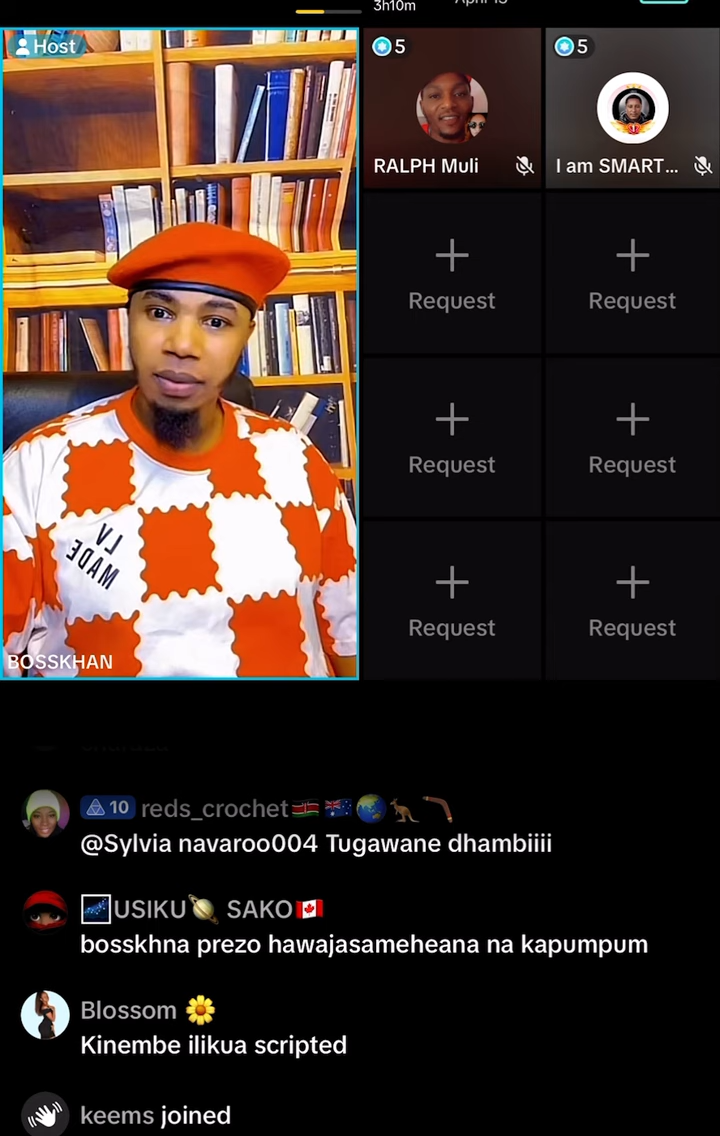 3h10m
Host
5
5
RALPH Muli
I am SMART...
Request
Request
Request
Request
Request
Request
LV
MADE
BOSSKHAN
10 reds_crochet🇰🇪🇦🇺🌏🦘🪃
@Sylvia navaroo004 Tugawane dhambiiii
🌌USIKU🪐 SAKO🇨🇦
bosskhna prezo hawajasameheana na kapumpum
Blossom 🌼
Kinembe ilikua scripted
keems joined